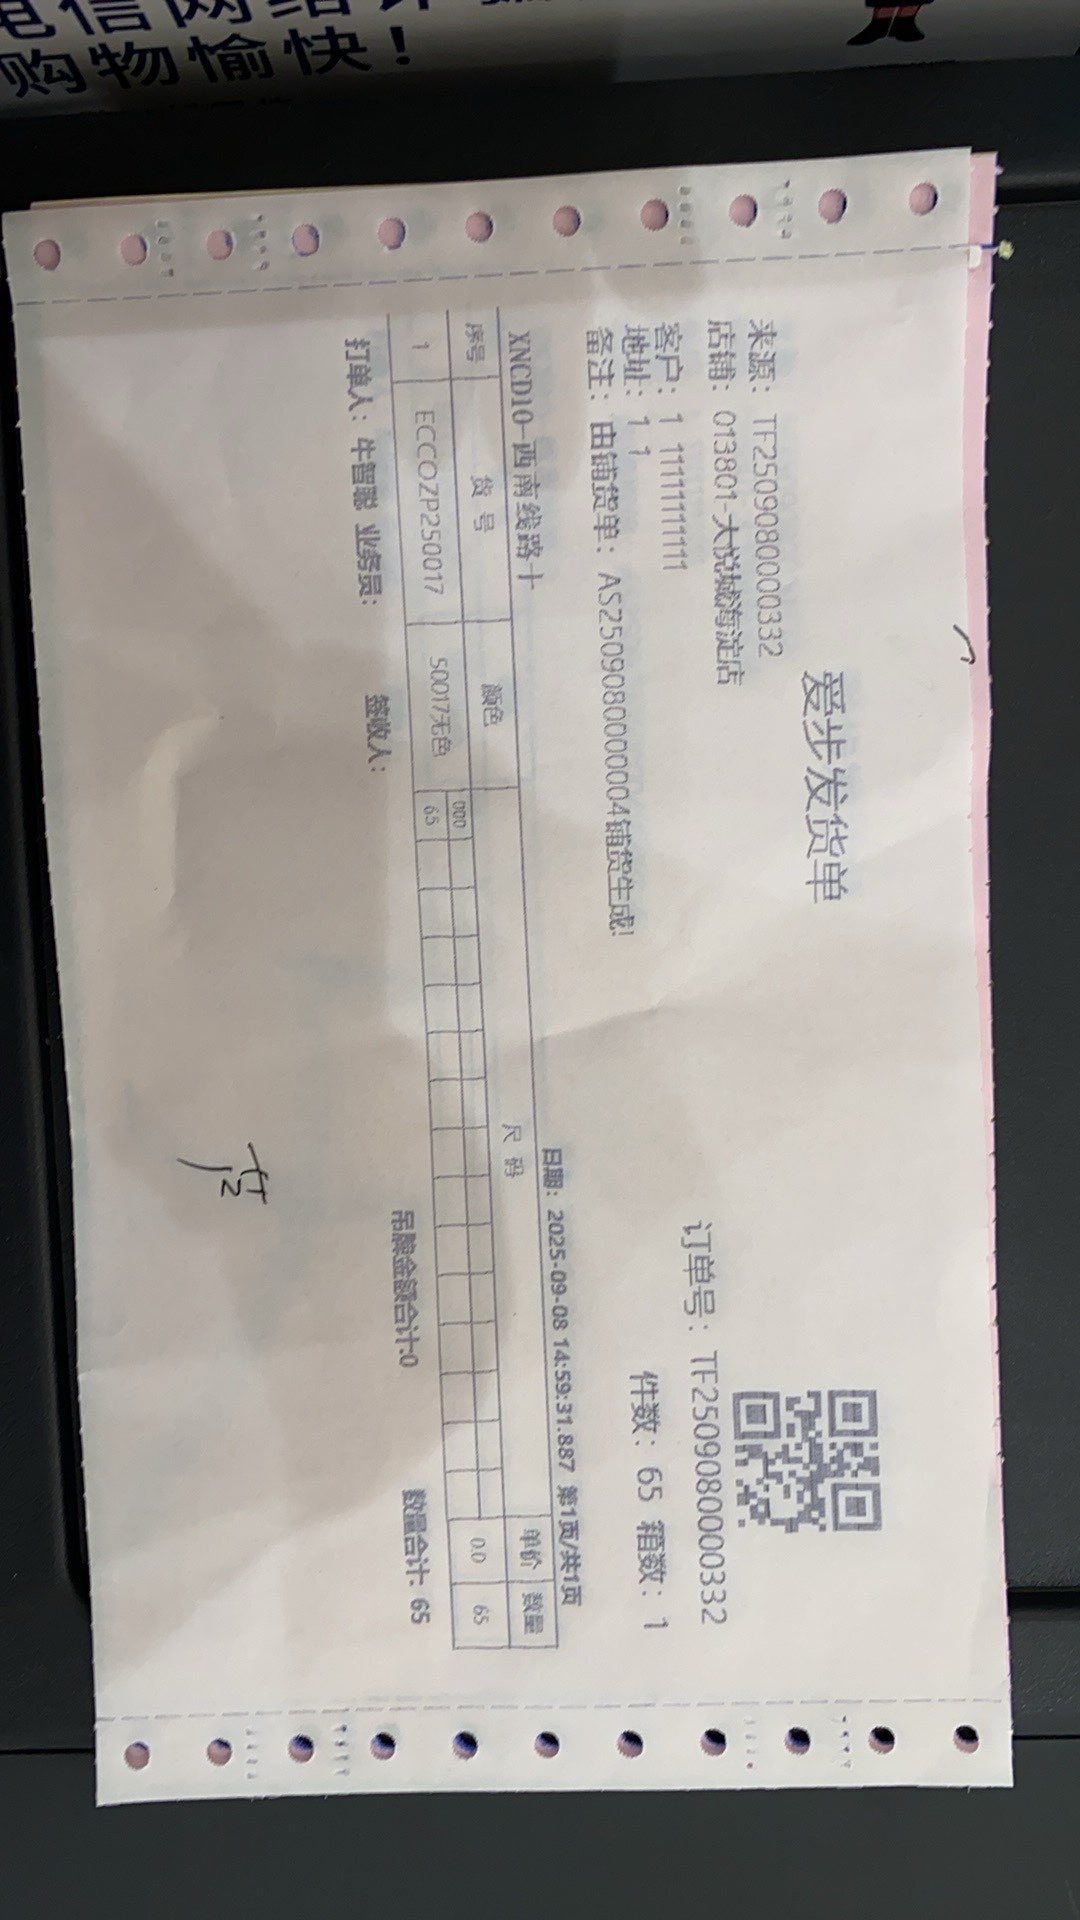 购物愉快！
爱步发货单
来源：TF2509080000332
订单号：TF2509080000332
店铺：013801-大悦城海淀店
件数：65 箱数：1
客户：1 11111111111
地址：1 1
备注：由铺货单：AS2509080000004铺货生成!
XNCD10-西南线路十
日期：2025-09-08 14:59:31.887 第1页/共1页
序号 货号 颜色 尺码 单价 数量
000
1 ECCOZP250017 50017无色 65 0.0 65
打单人：牛智聪 业务员： 签收人： 吊牌金额合计:0 数量合计: 65